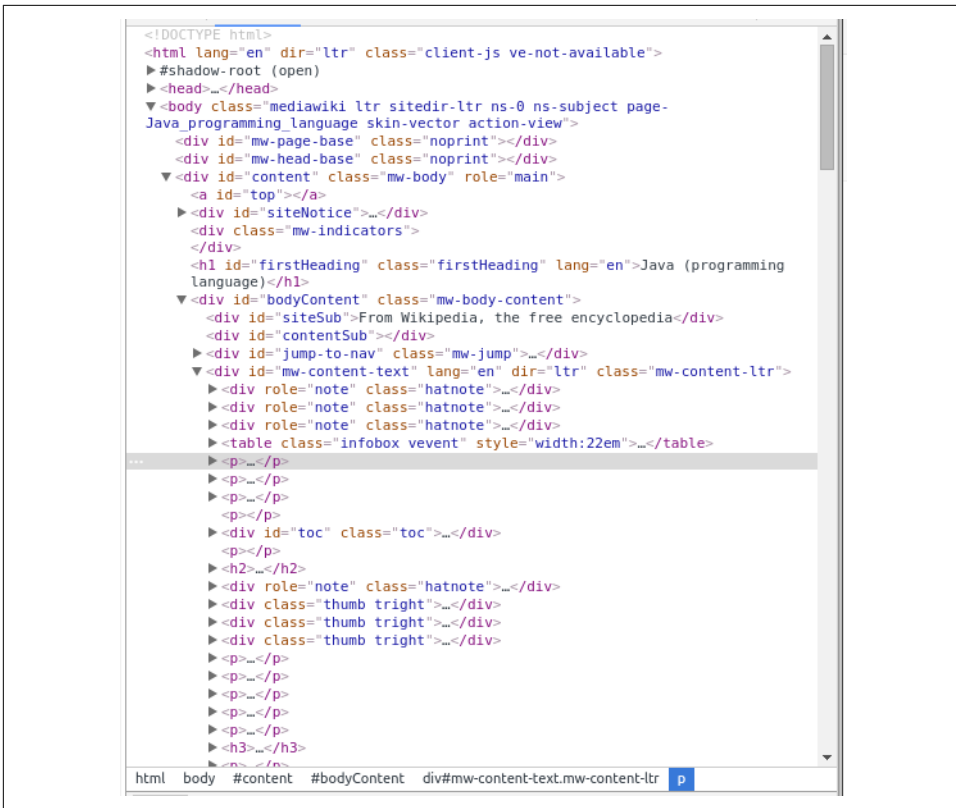 <!DOCTYPE html>
<html lang="en" dir="ltr" class="client-js ve-not-available">
#shadow-root (open)
<head>…</head>
<body class="mediawiki ltr sitedir-ltr ns-0 ns-subject page-
Java_programming_language skin-vector action-view">
<div id="mw-page-base" class="noprint"></div>
<div id="mw-head-base" class="noprint"></div>
<div id="content" class="mw-body" role="main">
<a id="top"></a>
<div id="siteNotice">…</div>
<div class="mw-indicators">
</div>
<h1 id="firstHeading" class="firstHeading" lang="en">Java (programming
language)</h1>
<div id="bodyContent" class="mw-body-content">
<div id="siteSub">From Wikipedia, the free encyclopedia</div>
<div id="contentSub"></div>
<div id="jump-to-nav" class="mw-jump">…</div>
<div id="mw-content-text" lang="en" dir="ltr" class="mw-content-ltr">
<div role="note" class="hatnote">…</div>
<div role="note" class="hatnote">…</div>
<div role="note" class="hatnote">…</div>
<table class="infobox vevent" style="width:22em">…</table>
<p>…</p>
<p>…</p>
<p>…</p>
<p></p>
<div id="toc" class="toc">…</div>
<p></p>
<h2>…</h2>
<div role="note" class="hatnote">…</div>
<div class="thumb tright">…</div>
<div class="thumb tright">…</div>
<div class="thumb tright">…</div>
<p>…</p>
<p>…</p>
<p>…</p>
<p>…</p>
<p>…</p>
<h3>…</h3>
<p>…</p>
html body #content #bodyContent div#mw-content-text.mw-content-ltr p